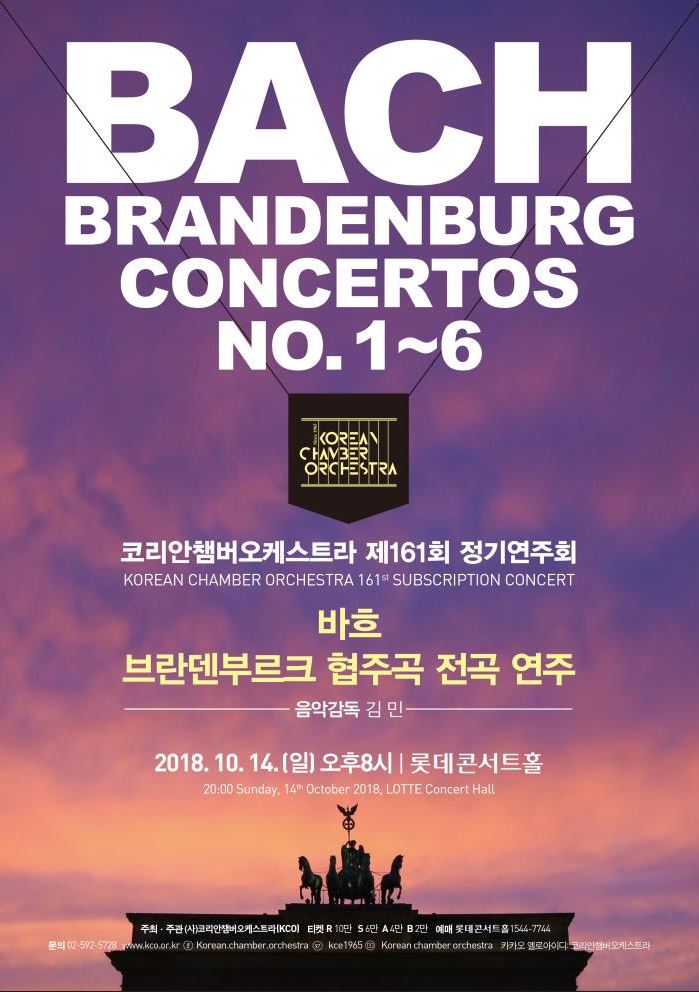 BACH
BRANDENBURG
CONCERTOS
NO. 1~6
Since 1965
KOREAN
CHAMBER
ORCHESTRA
코리안챔버오케스트라 제161회 정기연주회
KOREAN CHAMBER ORCHESTRA 161st SUBSCRIPTION CONCERT
바흐
브란덴부르크 협주곡 전곡 연주
음악감독 김 민
2018. 10. 14.(일) 오후8시 | 롯데콘서트홀
20:00 Sunday, 14th October 2018, LOTTE Concert Hall
주최 · 주관 (사)코리안챔버오케스트라(KCO) 티켓 R 10만 S 6만 A 4만 B 2만 예매 롯데콘서트홀 1544-7744
문의 02-592-5728 www.kco.or.kr Korean.chamber.orchestra kce1965 Korean chamber orchestra 카카오 옐로아이디: 코리안챔버오케스트라